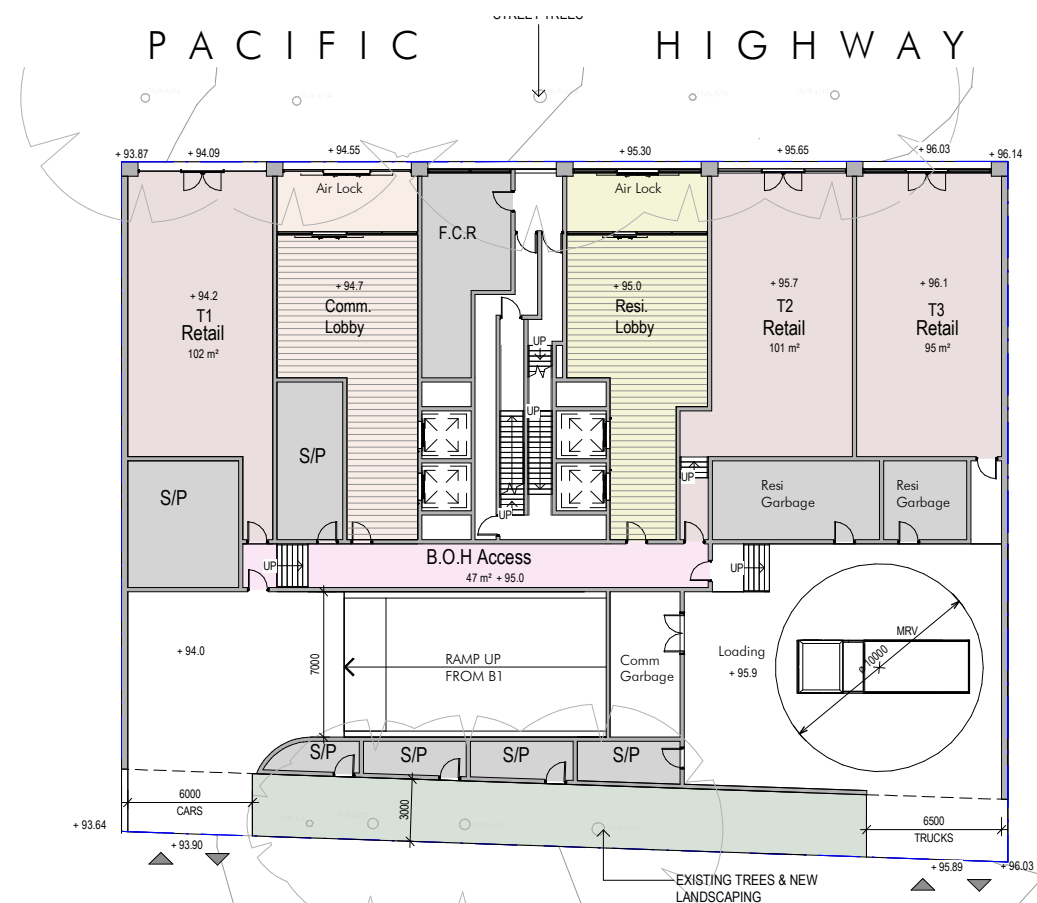 STREET TREES
PACIFIC HIGHWAY
+ 93.87
+ 94.09
+ 94.55
+95.30
+ 95.65
+ 96.03
+ 96.14
Air Lock
Air Lock
F.C.R
+ 94.2
T1
Retail
102 m²
+ 94.7
Comm.
Lobby
+ 95.0
Resi.
Lobby
+ 95.7
T2
Retail
101 m²
+ 96.1
T3
Retail
95 m²
UP
UP
UP
UP
S/P
S/P
Resi
Garbage
Resi
Garbage
B.O.H Access
47 m² + 95.0
UP
UP
+ 94.0
7000
RAMP UP
FROM B1
Comm
Garbage
Loading
+ 95.9
MRV
ø 10000
S/P
S/P
S/P
S/P
6000
CARS
3000
6500
TRUCKS
+ 93.64
+ 93.90
+ 95.89
+ 96.03
EXISTING TREES & NEW
LANDSCAPING